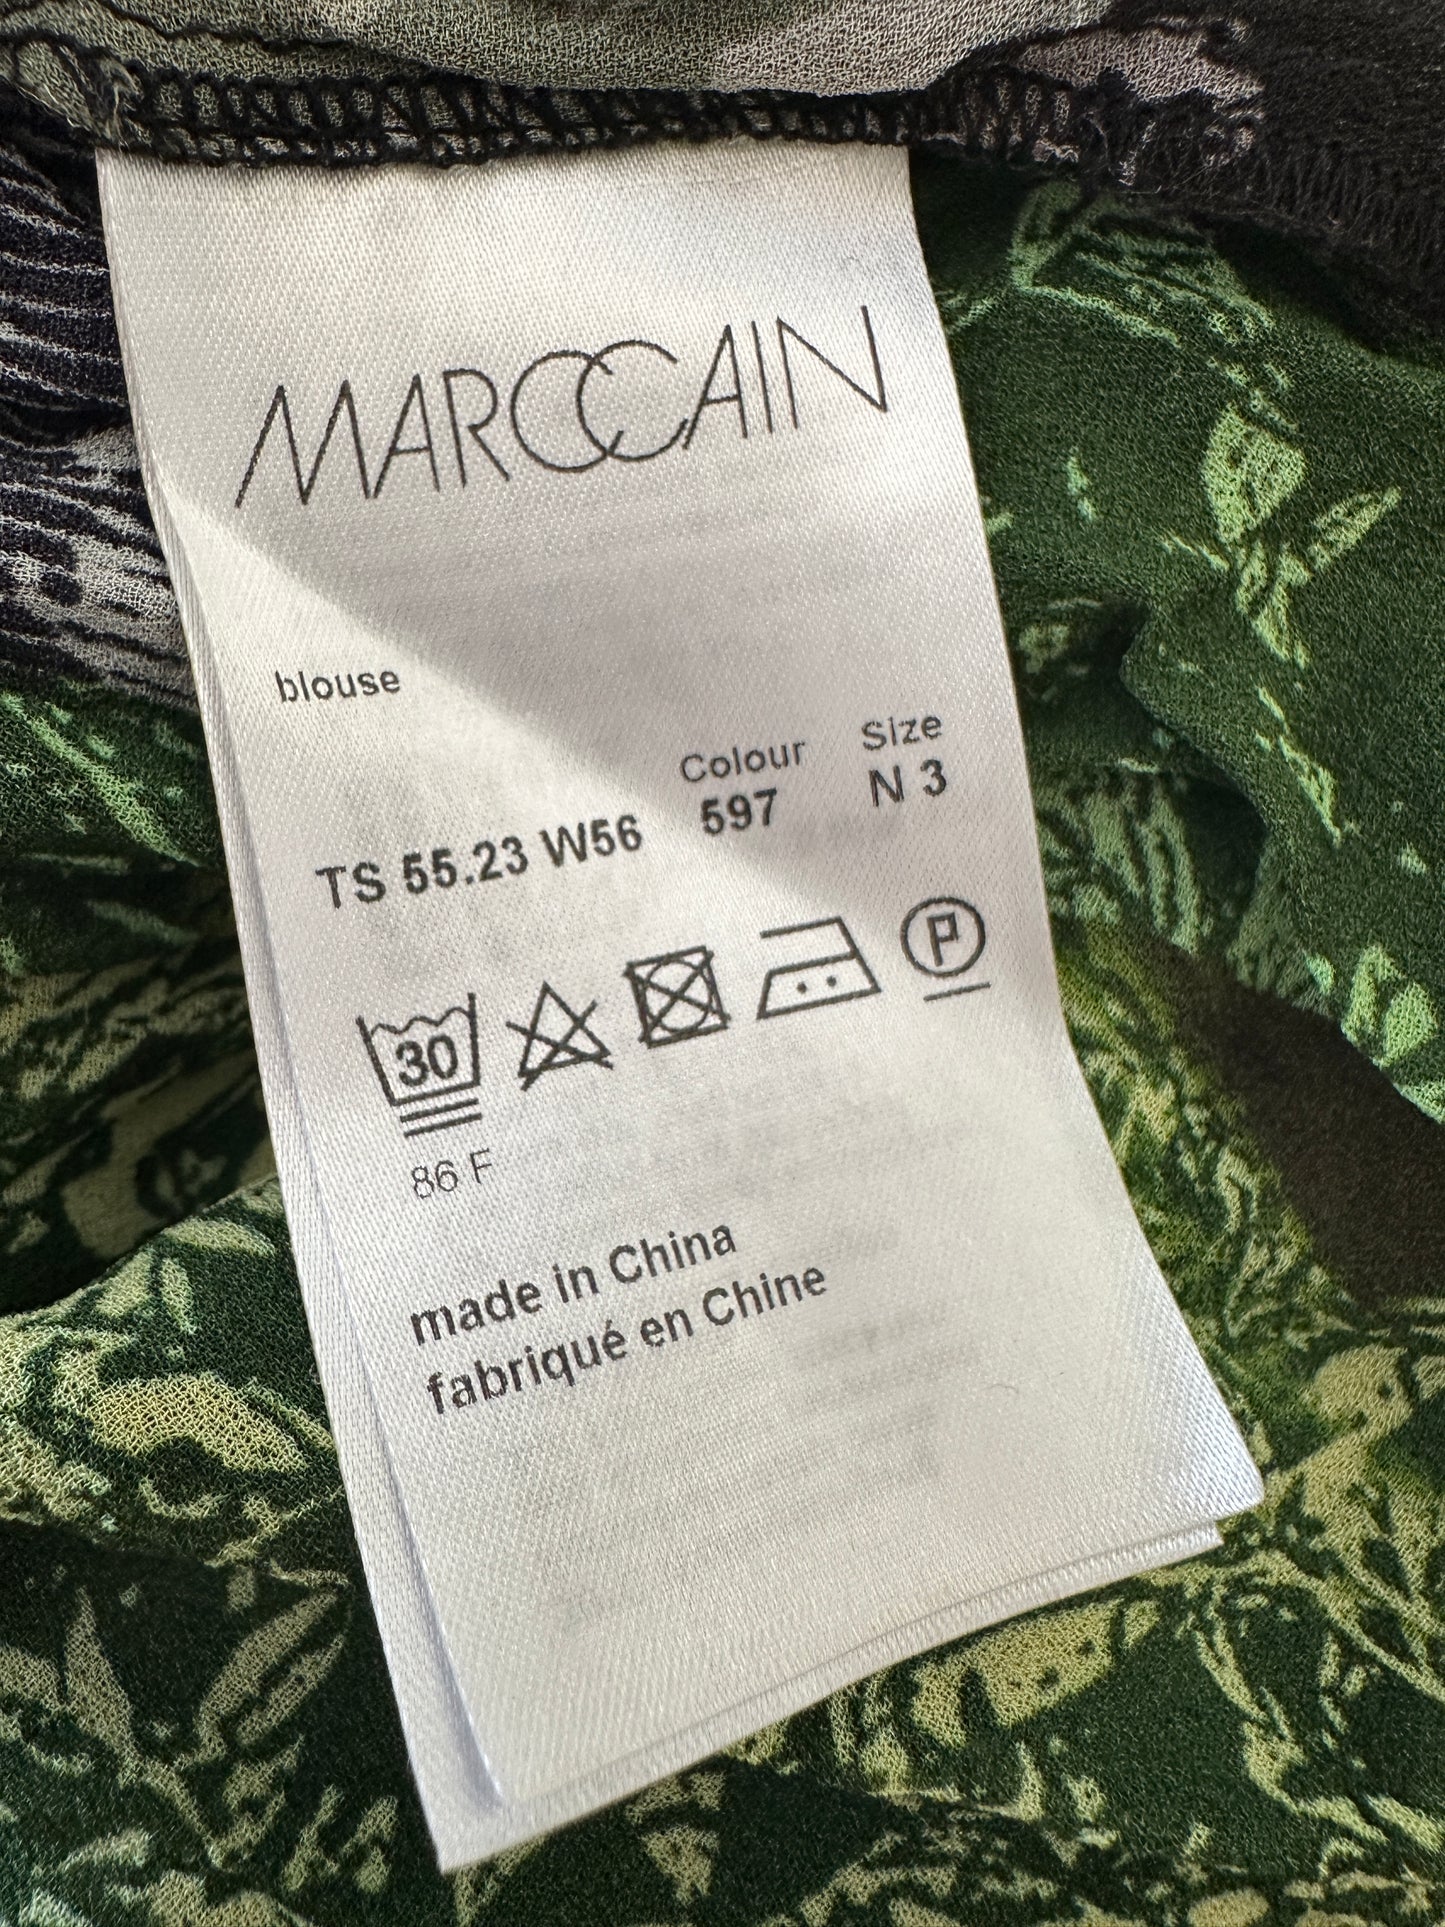 MARCCAIN
blouse
Colour Size
TS 55.23 W56 597 N 3
30
P
86 F
made in China
fabriqué en Chine